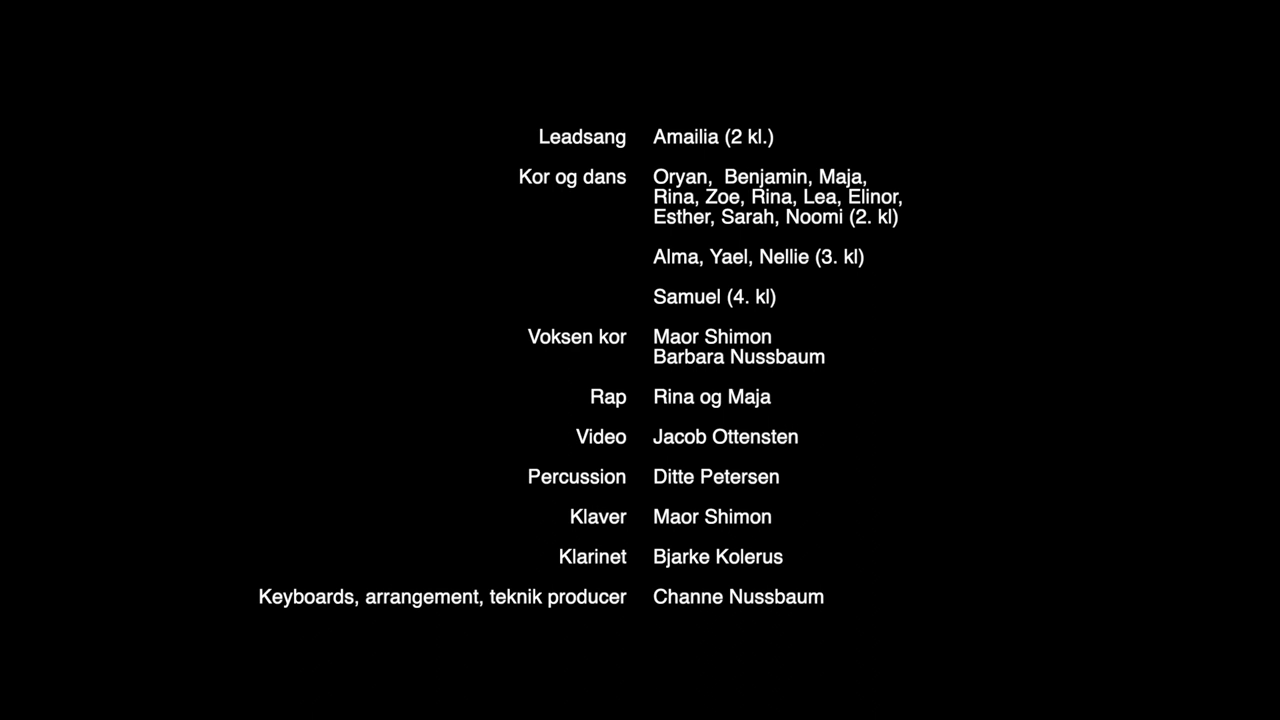 Leadsang Amailia (2 kl.)
Kor og dans Oryan,  Benjamin, Maja,
Rina, Zoe, Rina, Lea, Elinor,
Esther, Sarah, Noomi (2. kl)
Alma, Yael, Nellie (3. kl)
Samuel (4. kl)
Voksen kor Maor Shimon
Barbara Nussbaum
Rap Rina og Maja
Video Jacob Ottensten
Percussion Ditte Petersen
Klaver Maor Shimon
Klarinet Bjarke Kolerus
Keyboards, arrangement, teknik producer Channe Nussbaum